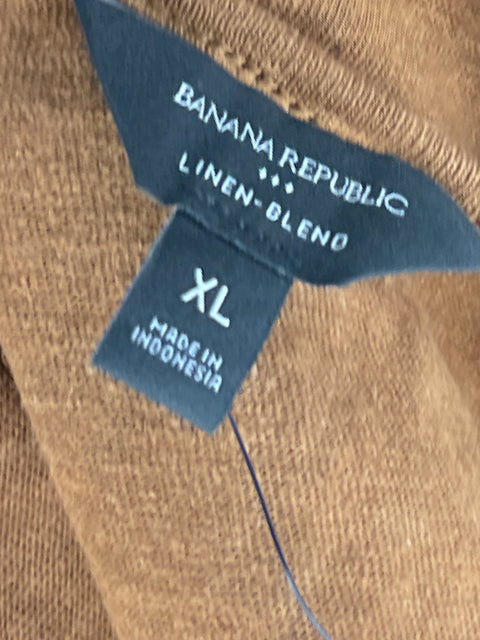 BANANA REPUBLIC
LINEN-BLEND
XL
MADE IN
INDONESIA